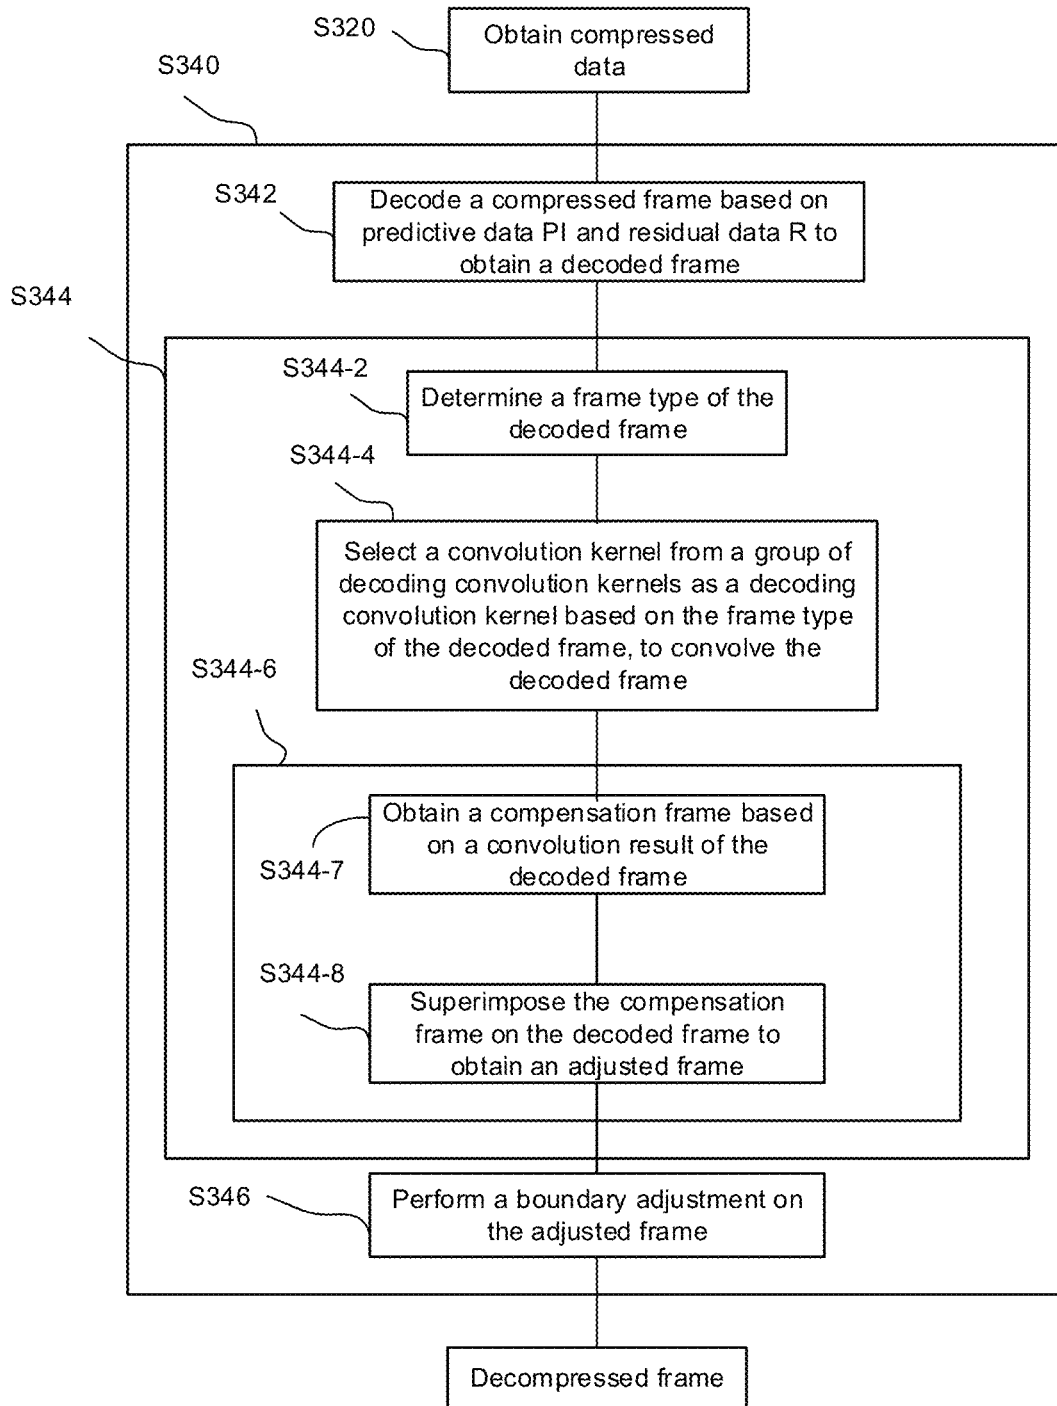 S320
Obtain compressed
data
S340
S342
Decode a compressed frame based on
predictive data PI and residual data R to
obtain a decoded frame
S344
S344-2
Determine a frame type of the
decoded frame
S344-4
Select a convolution kernel from a group of
decoding convolution kernels as a decoding
convolution kernel based on the frame type
of the decoded frame, to convolve the
decoded frame
S344-6
Obtain a compensation frame based
on a convolution result of the
decoded frame
S344-7
S344-8
Superimpose the compensation
frame on the decoded frame to
obtain an adjusted frame
S346
Perform a boundary adjustment on
the adjusted frame
Decompressed frame